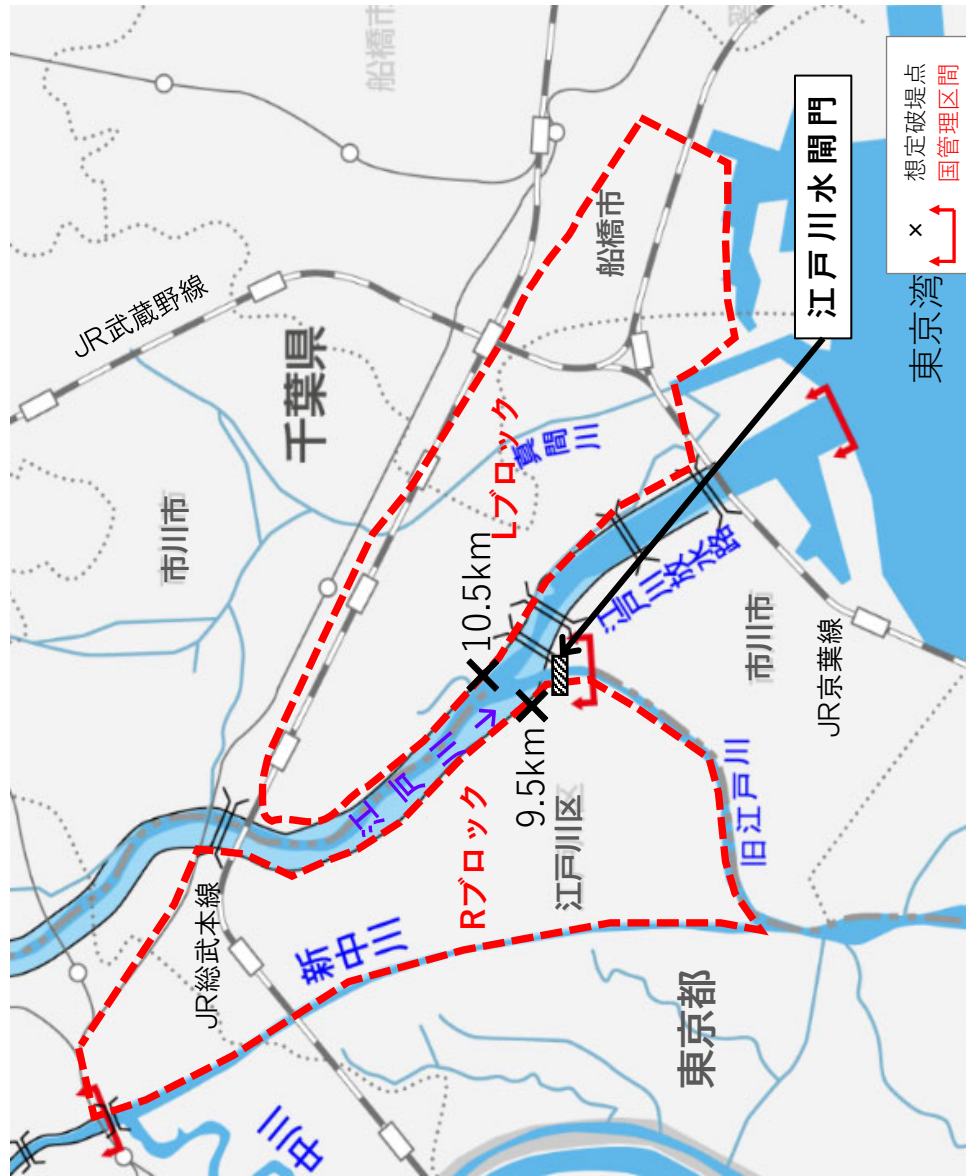 船橋市
JR武蔵野線
千葉県
市川市
船橋市
Lブロック
真間川
10.5km
江戸川
江戸川放水路
9.5km
Rブロック
江戸川区
市川市
JR京葉線
旧江戸川
JR総武本線
新中川
中川
東京都
東京湾
江戸川水閘門
× 想定破堤点
国管理区間